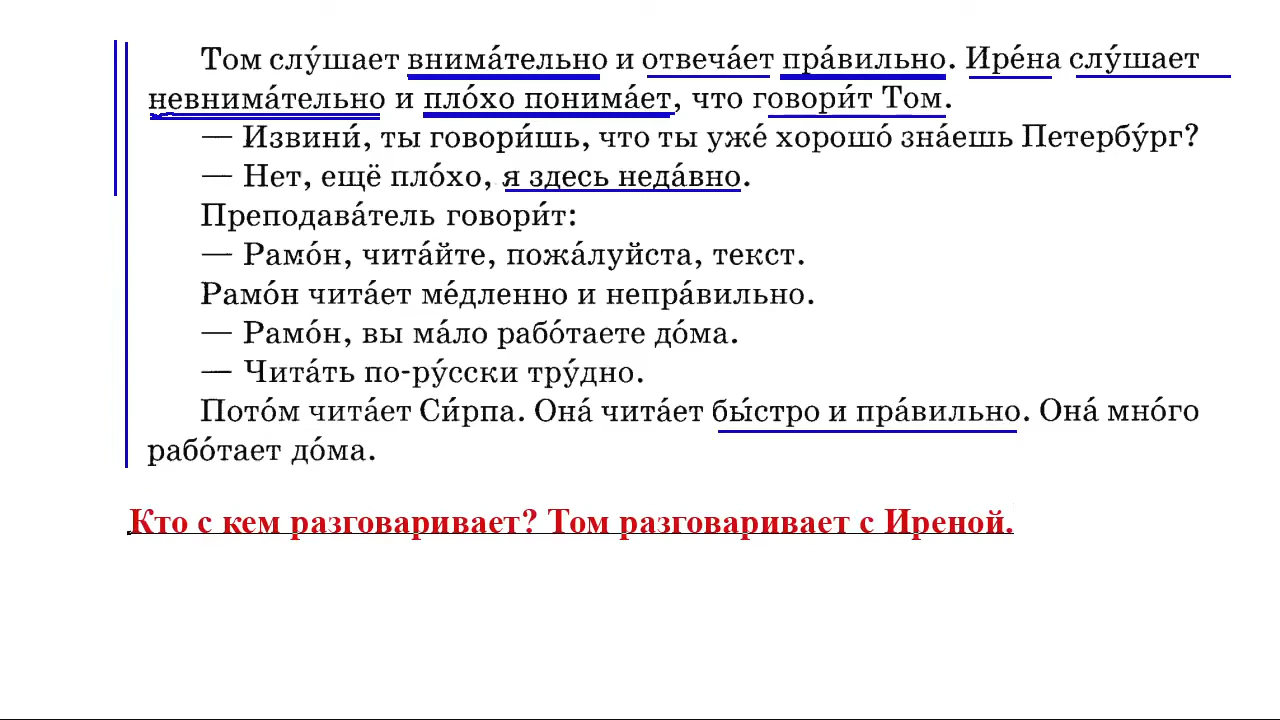 Том слу́шает внима́тельно и отвеча́ет пра́вильно. Ире́на слу́шает
невнима́тельно и пло́хо понима́ет, что говори́т Том.
— Извини́, ты говори́шь, что ты уже́ хорошо́ зна́ешь Петербу́рг?
— Нет, ещё пло́хо, я здесь неда́вно.
Преподава́тель говори́т:
— Рамо́н, чита́йте, пожа́луйста, текст.
Рамо́н чита́ет ме́дленно и непра́вильно.
— Рамо́н, вы ма́ло рабо́таете до́ма.
— Чита́ть по-ру́сски тру́дно.
Пото́м чита́ет Си́рпа. Она́ чита́ет бы́стро и пра́вильно. Она́ мно́го
рабо́тает до́ма.
Кто с кем разговаривает? Том разговаривает с Иреной.